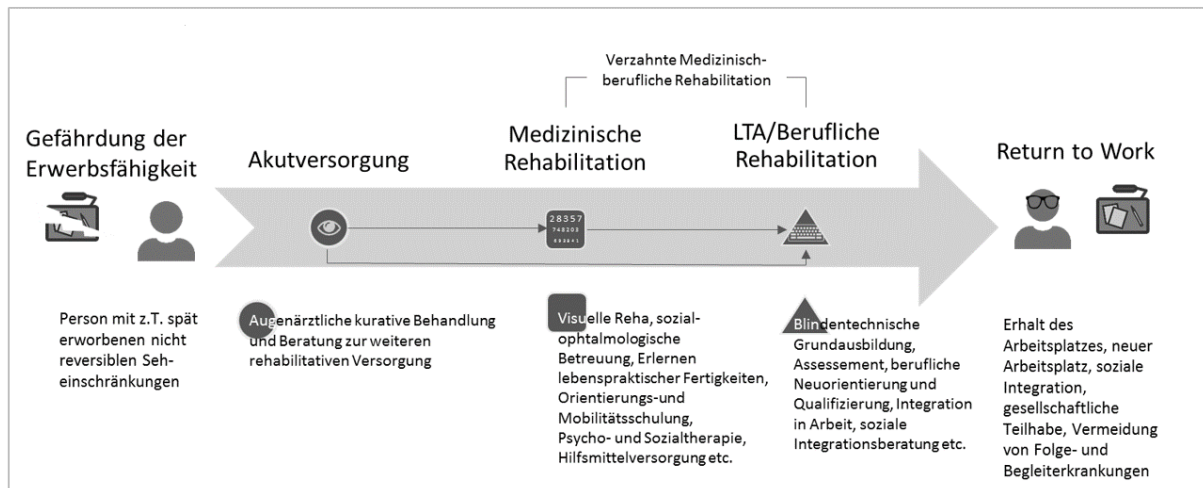 Verzahnte Medizinisch-
berufliche Rehabilitation
Gefährdung der
Erwerbsfähigkeit
Akutversorgung
Medizinische
Rehabilitation
LTA/Berufliche
Rehabilitation
Return to Work
28357
Person mit z.T. spät
erworbenen nicht
reversiblen Seh-
einschränkungen
Augenärztliche kurative Behandlung
und Beratung zur weiteren
rehabilitativen Versorgung
Visuelle Reha, sozial-
ophtalmologische
Betreuung, Erlernen
lebenspraktischer Fertigkeiten,
Orientierungs-und
Mobilitätsschulung,
Psycho- und Sozialtherapie,
Hilfsmittelversorgung etc.
Blindentechnische
Grundausbildung,
Assessment, berufliche
Neuorientierung und
Qualifizierung, Integration
in Arbeit, soziale
Integrationsberatung etc.
Erhalt des
Arbeitsplatzes, neuer
Arbeitsplatz, soziale
Integration,
gesellschaftliche
Teilhabe, Vermeidung
von Folge- und
Begleiterkrankungen